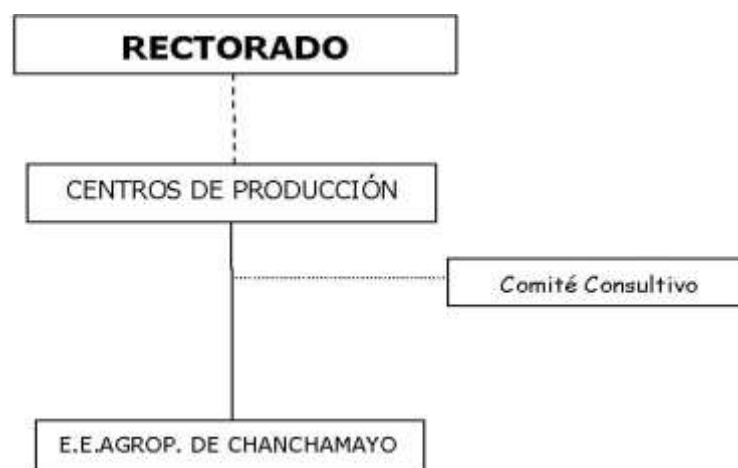 RECTORADO
CENTROS DE PRODUCCIÓN
Comité Consultivo
E.E.AGROP. DE CHANCHAMAYO